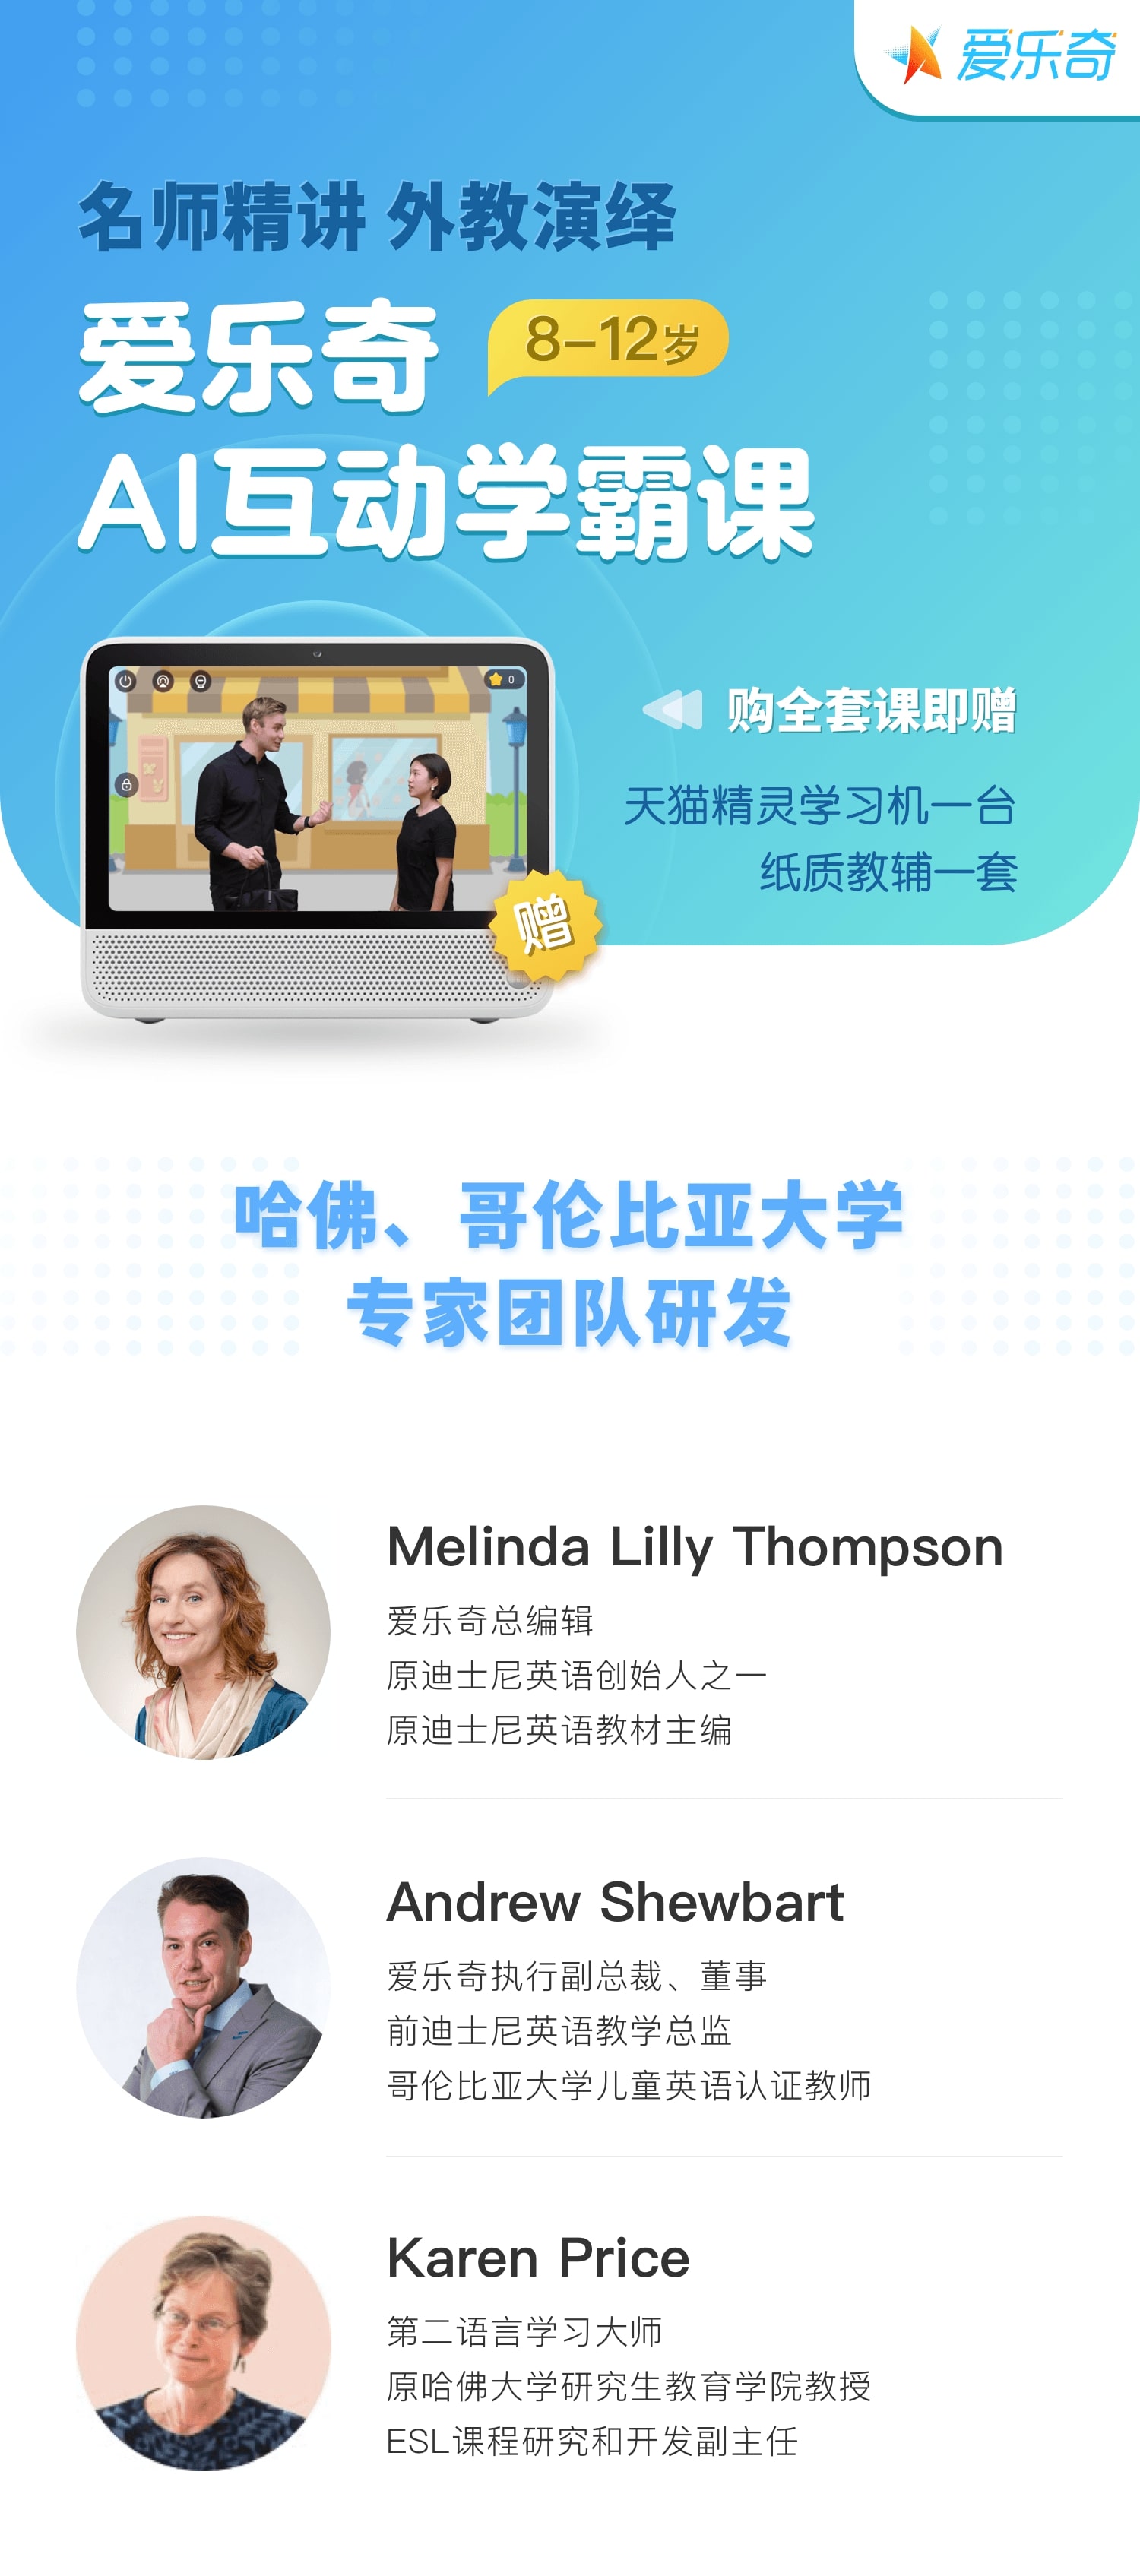 爱乐奇
名师精讲 外教演绎
爱乐奇
8-12岁
AI互动学霸课
0
购全套课即赠
天猫精灵学习机一台
纸质教辅一套
赠
哈佛、哥伦比亚大学
专家团队研发
Melinda Lilly Thompson
爱乐奇总编辑
原迪士尼英语创始人之一
原迪士尼英语教材主编
Andrew Shewbart
爱乐奇执行副总裁、董事
前迪士尼英语教学总监
哥伦比亚大学儿童英语认证教师
Karen Price
第二语言学习大师
原哈佛大学研究生教育学院教授
ESL课程研究和开发副主任